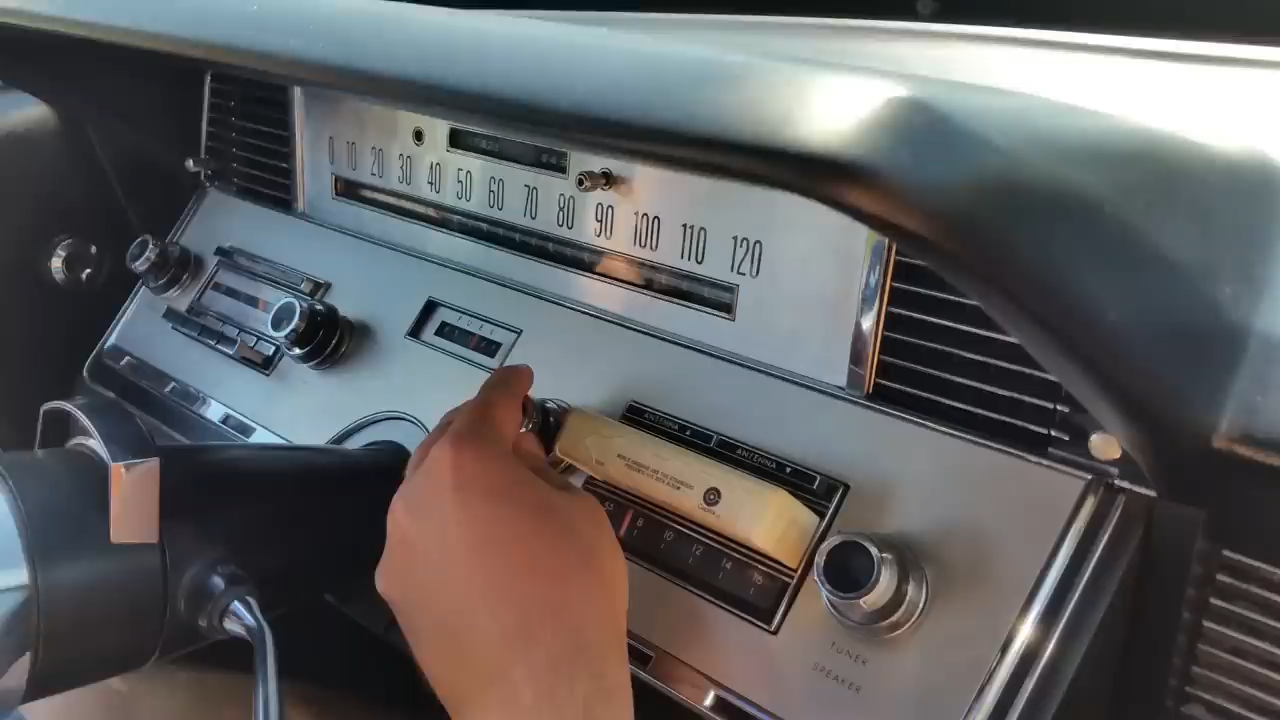 0 10 20 30 40 50 60 70 80 90 100 110 120
FUEL
ANTENNA ▲ ANTENNA ▼
Capitol
55 8 10 12 14 16
TUNER
SPEAKER